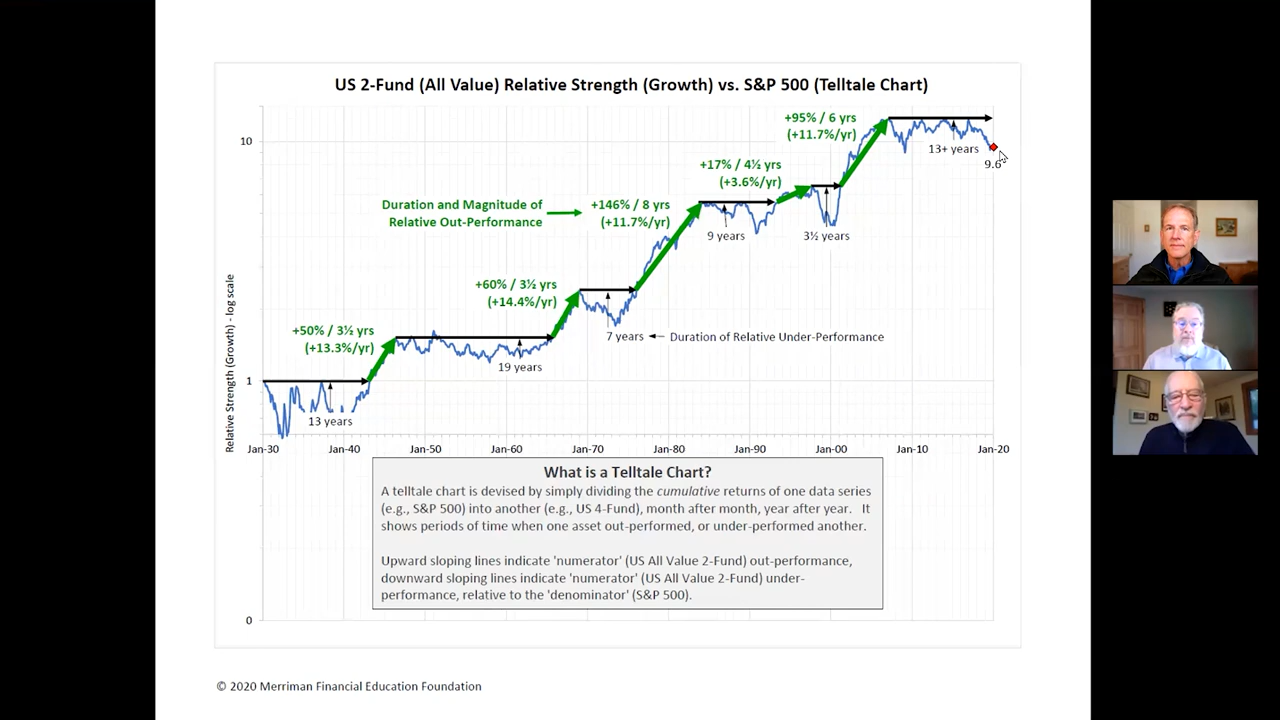 US 2-Fund (All Value) Relative Strength (Growth) vs. S&P 500 (Telltale Chart)
+95% / 6 yrs
(+11.7%/yr)
10
13+ years
9.6
+17% / 4½ yrs
(+3.6%/yr)
Duration and Magnitude of
Relative Out-Performance
+146% / 8 yrs
(+11.7%/yr)
9 years
3½ years
+60% / 3½ yrs
(+14.4%/yr)
7 years
Duration of Relative Under-Performance
+50% / 3½ yrs
(+13.3%/yr)
19 years
1
13 years
Relative Strength (Growth) - log scale
Jan-30 Jan-40 Jan-50 Jan-60 Jan-70 Jan-80 Jan-90 Jan-00 Jan-10 Jan-20
What is a Telltale Chart?
A telltale chart is devised by simply dividing the cumulative returns of one data series
(e.g., S&P 500) into another (e.g., US 4-Fund), month after month, year after year. It
shows periods of time when one asset out-performed, or under-performed another.
Upward sloping lines indicate 'numerator' (US All Value 2-Fund) out-performance,
downward sloping lines indicate 'numerator' (US All Value 2-Fund) under-
performance, relative to the 'denominator' (S&P 500).
0
© 2020 Merriman Financial Education Foundation